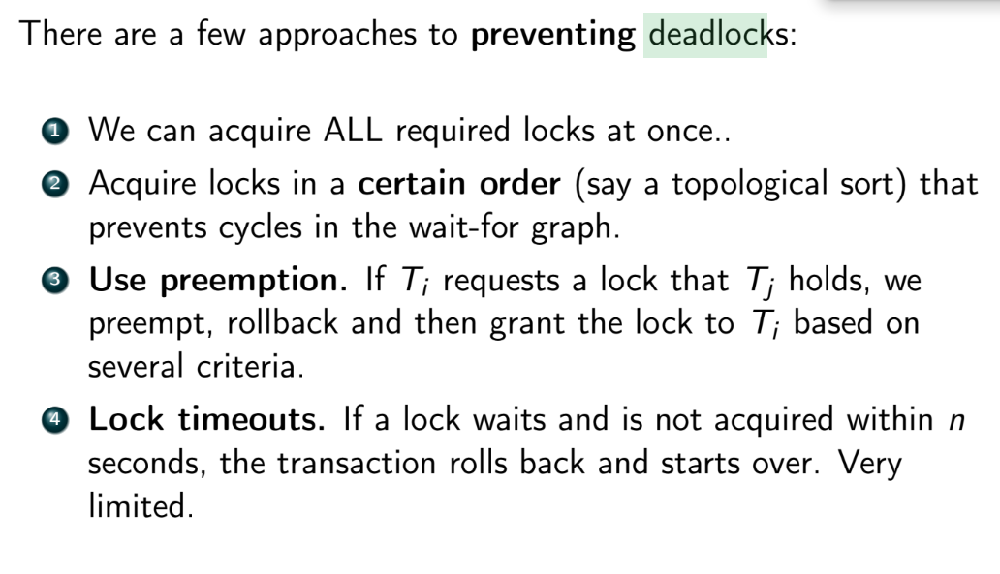 There are a few approaches to preventing deadlocks:
1 We can acquire ALL required locks at once..
2 Acquire locks in a certain order (say a topological sort) that
prevents cycles in the wait-for graph.
3 Use preemption. If Ti requests a lock that Tj holds, we
preempt, rollback and then grant the lock to Ti based on
several criteria.
4 Lock timeouts. If a lock waits and is not acquired within n
seconds, the transaction rolls back and starts over. Very
limited.